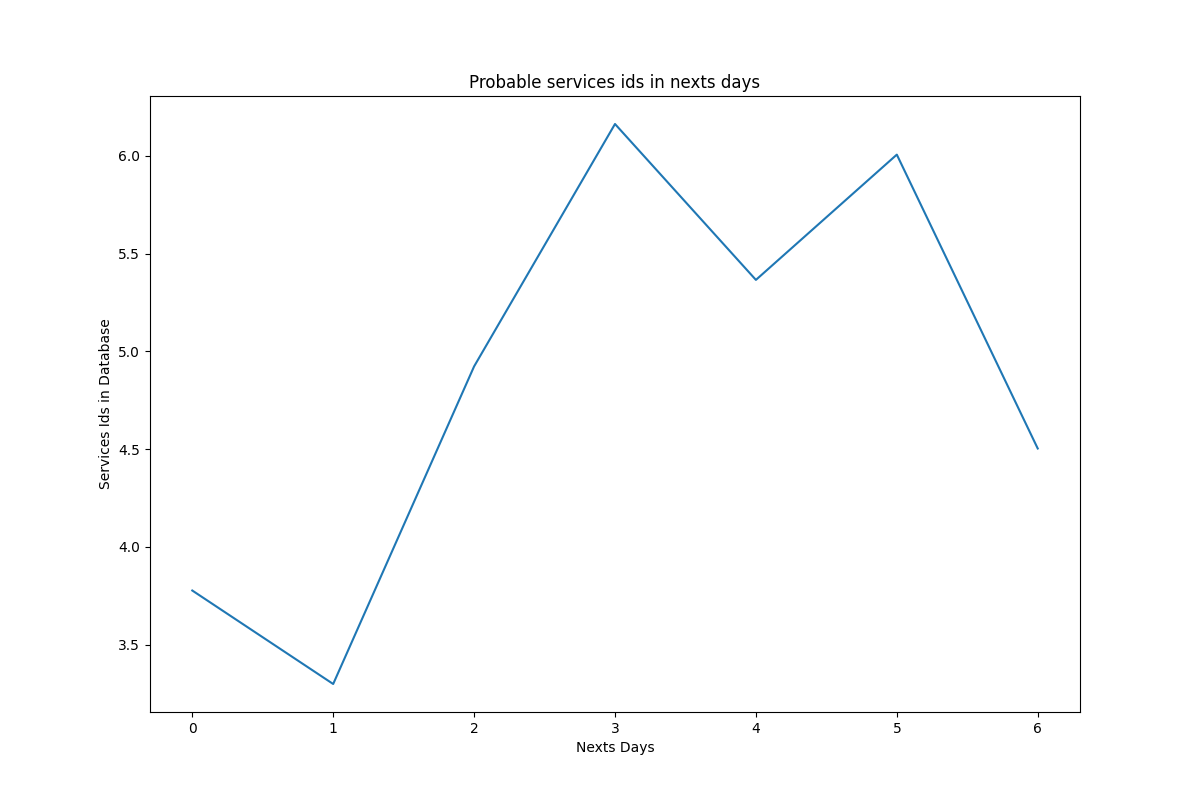 Probable services ids in nexts days
6.0
5.5
5.0
4.5
4.0
3.5
Services Ids in Database
0 1 2 3 4 5 6
Nexts Days